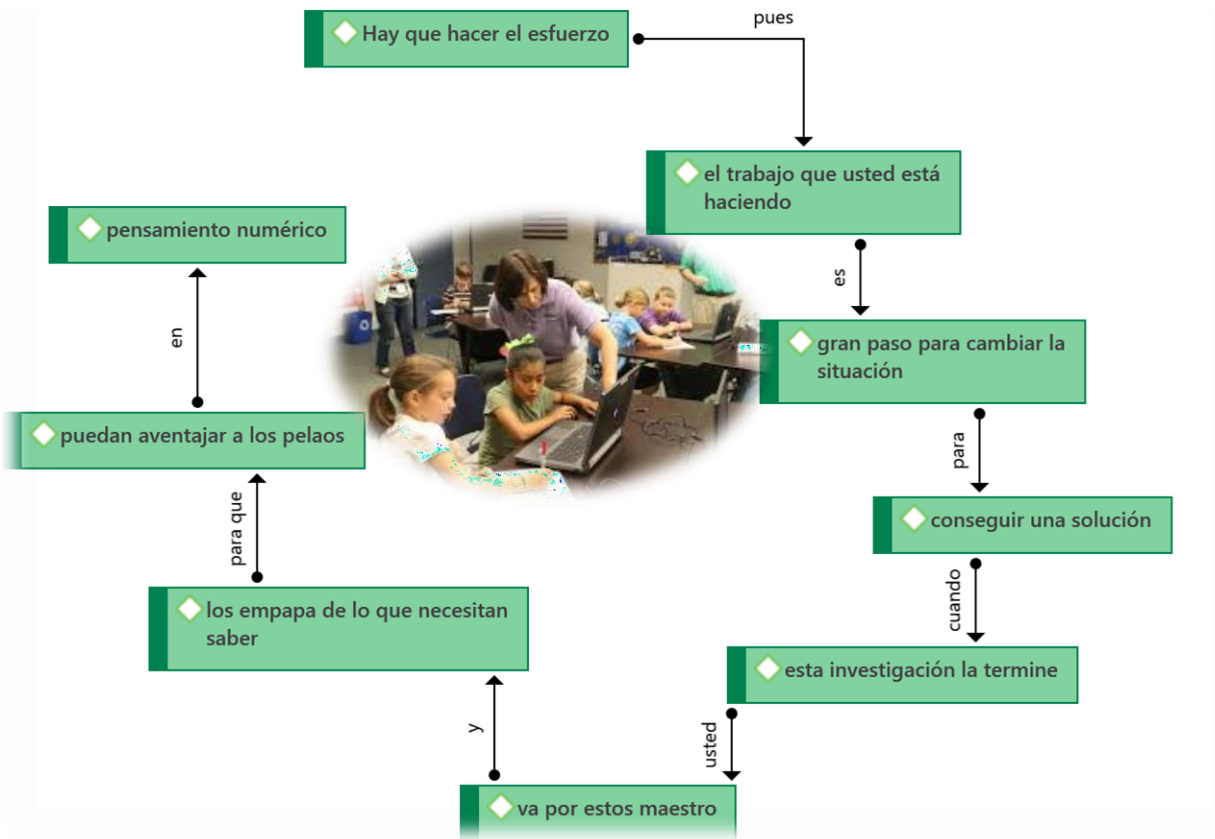 Hay que hacer el esfuerzo
pues
el trabajo que usted está
haciendo
es
gran paso para cambiar la
situación
para
conseguir una solución
cuando
esta investigación la termine
usted
va por estos maestro
y
los empapa de lo que necesitan
saber
para que
puedan aventajar a los pelaos
en
pensamiento numérico